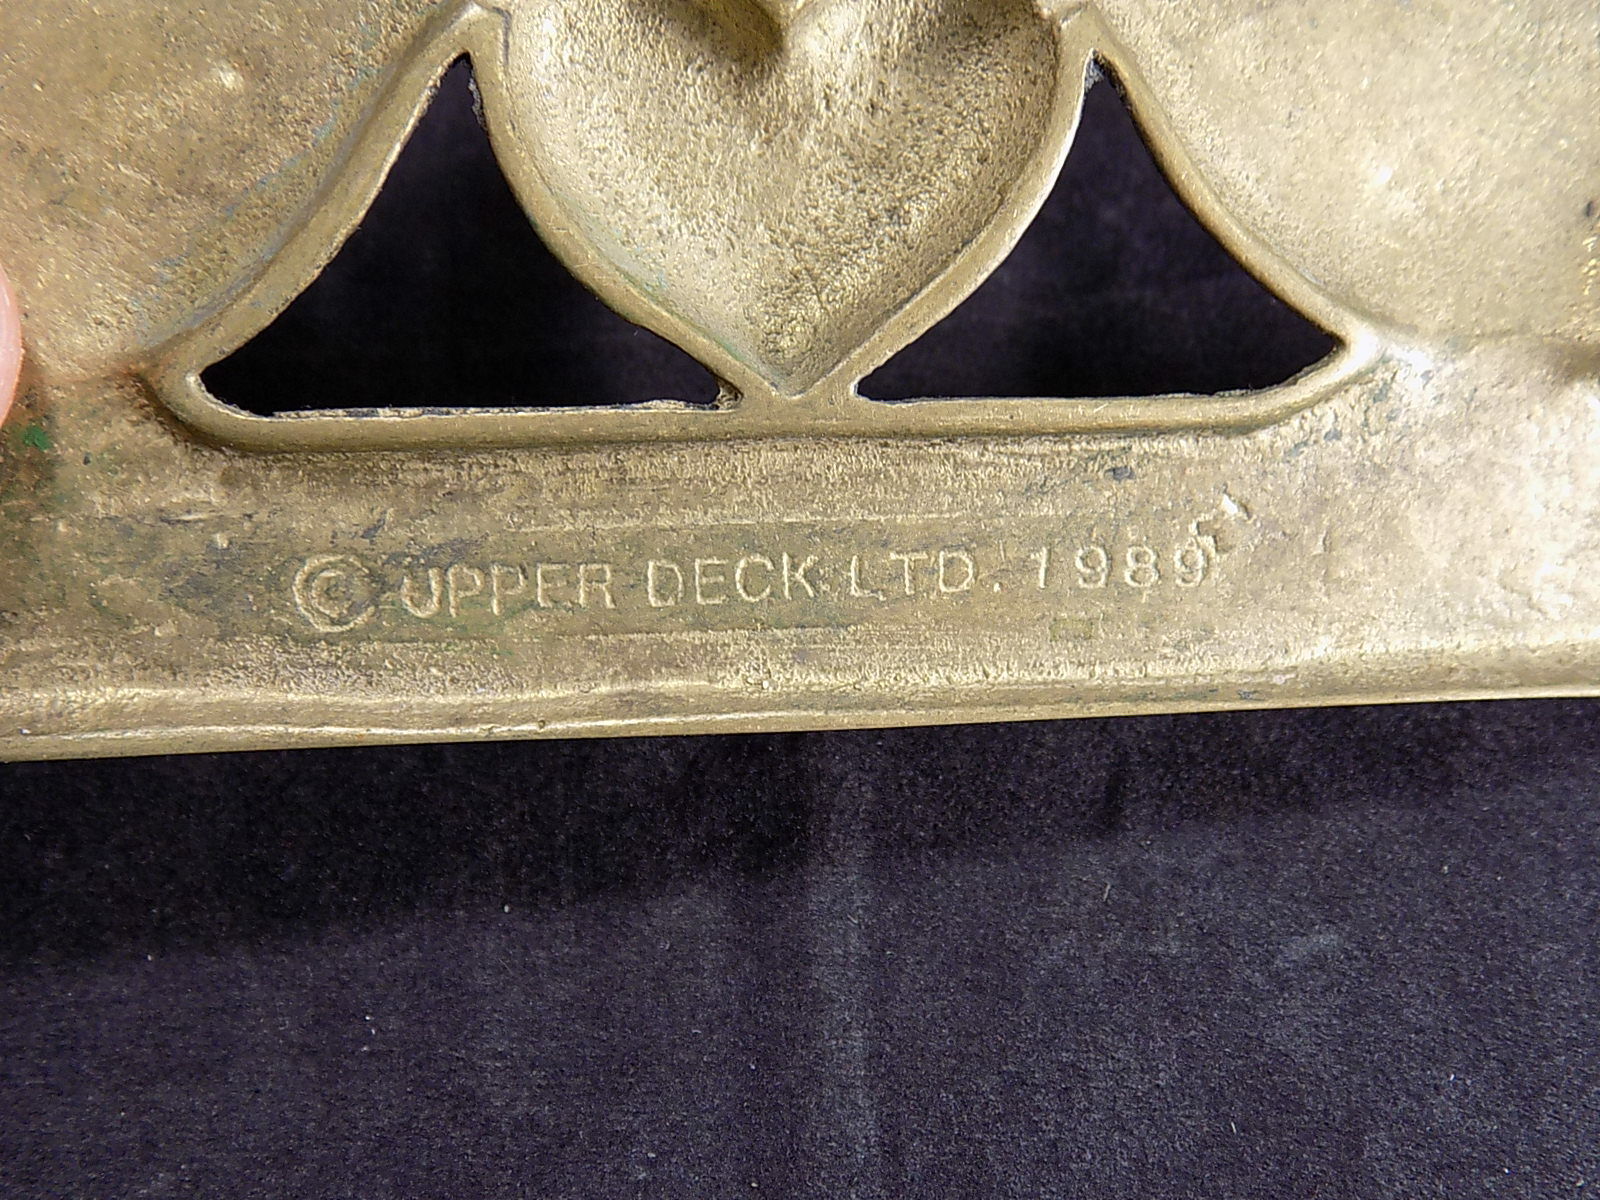 © UPPER DECK LTD. 1989